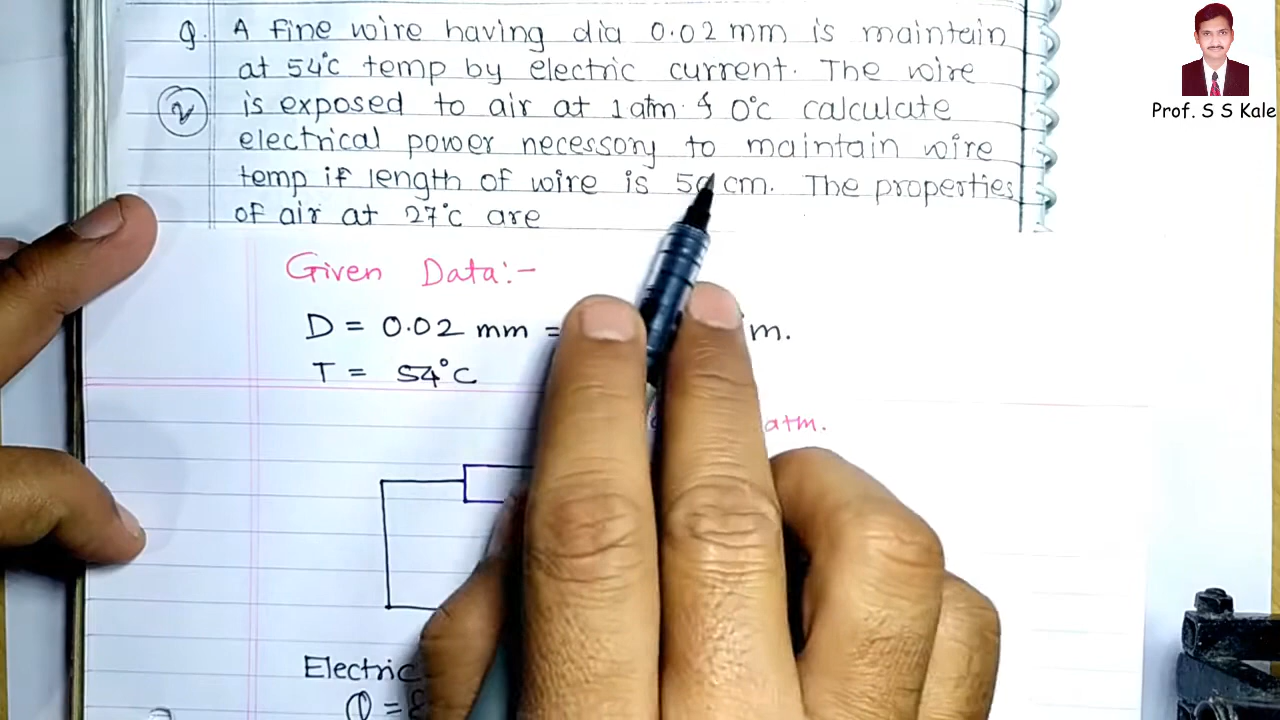 Q. A fine wire having dia 0.02 mm is maintain
at 54°c temp by electric current. The wire
is exposed to air at 1 atm. & 0°c calculate
electrical power necessory to maintain wire
temp if length of wire is 50 cm. The properties
of air at 27°c are
Prof. S S Kale
Given Data:-
D = 0.02 mm = m.
T = 54°C
atm.
Electric
Q =